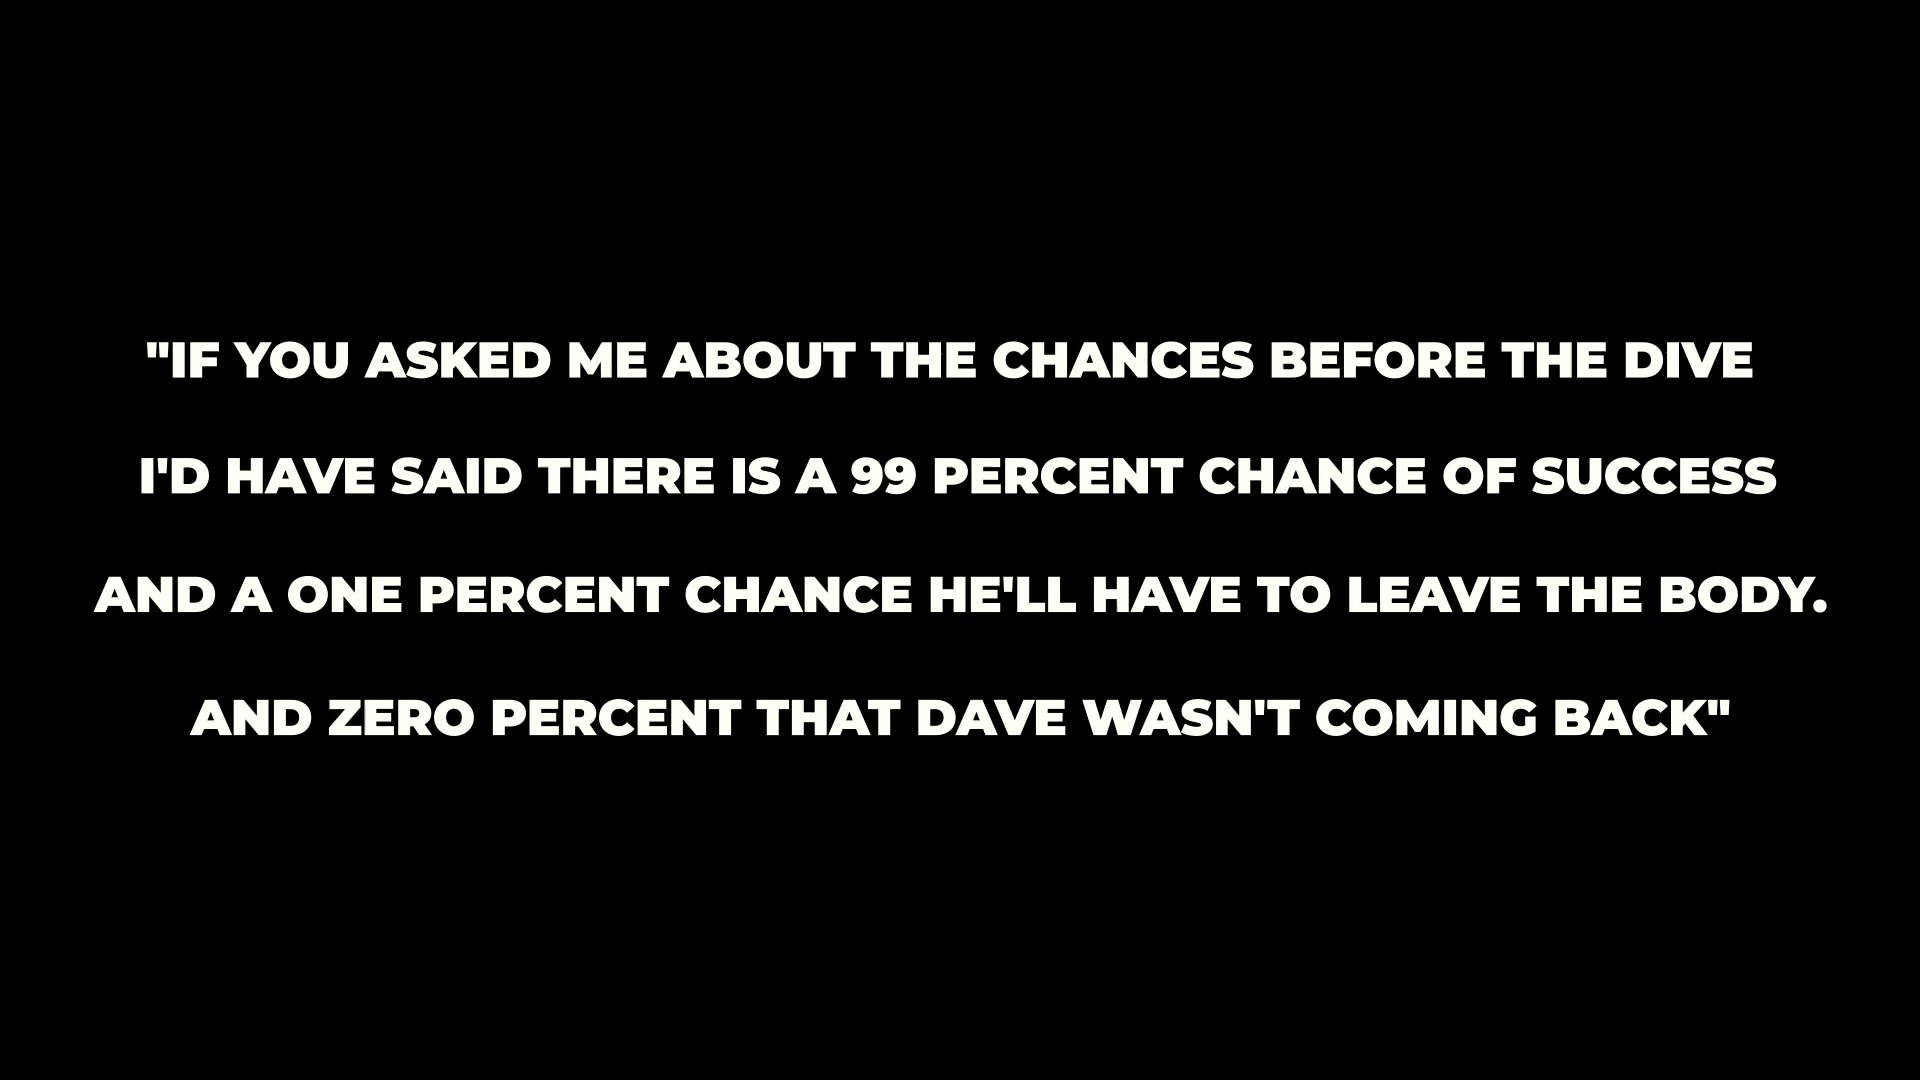 "IF YOU ASKED ME ABOUT THE CHANCES BEFORE THE DIVE
I'D HAVE SAID THERE IS A 99 PERCENT CHANCE OF SUCCESS
AND A ONE PERCENT CHANCE HE'LL HAVE TO LEAVE THE BODY.
AND ZERO PERCENT THAT DAVE WASN'T COMING BACK"